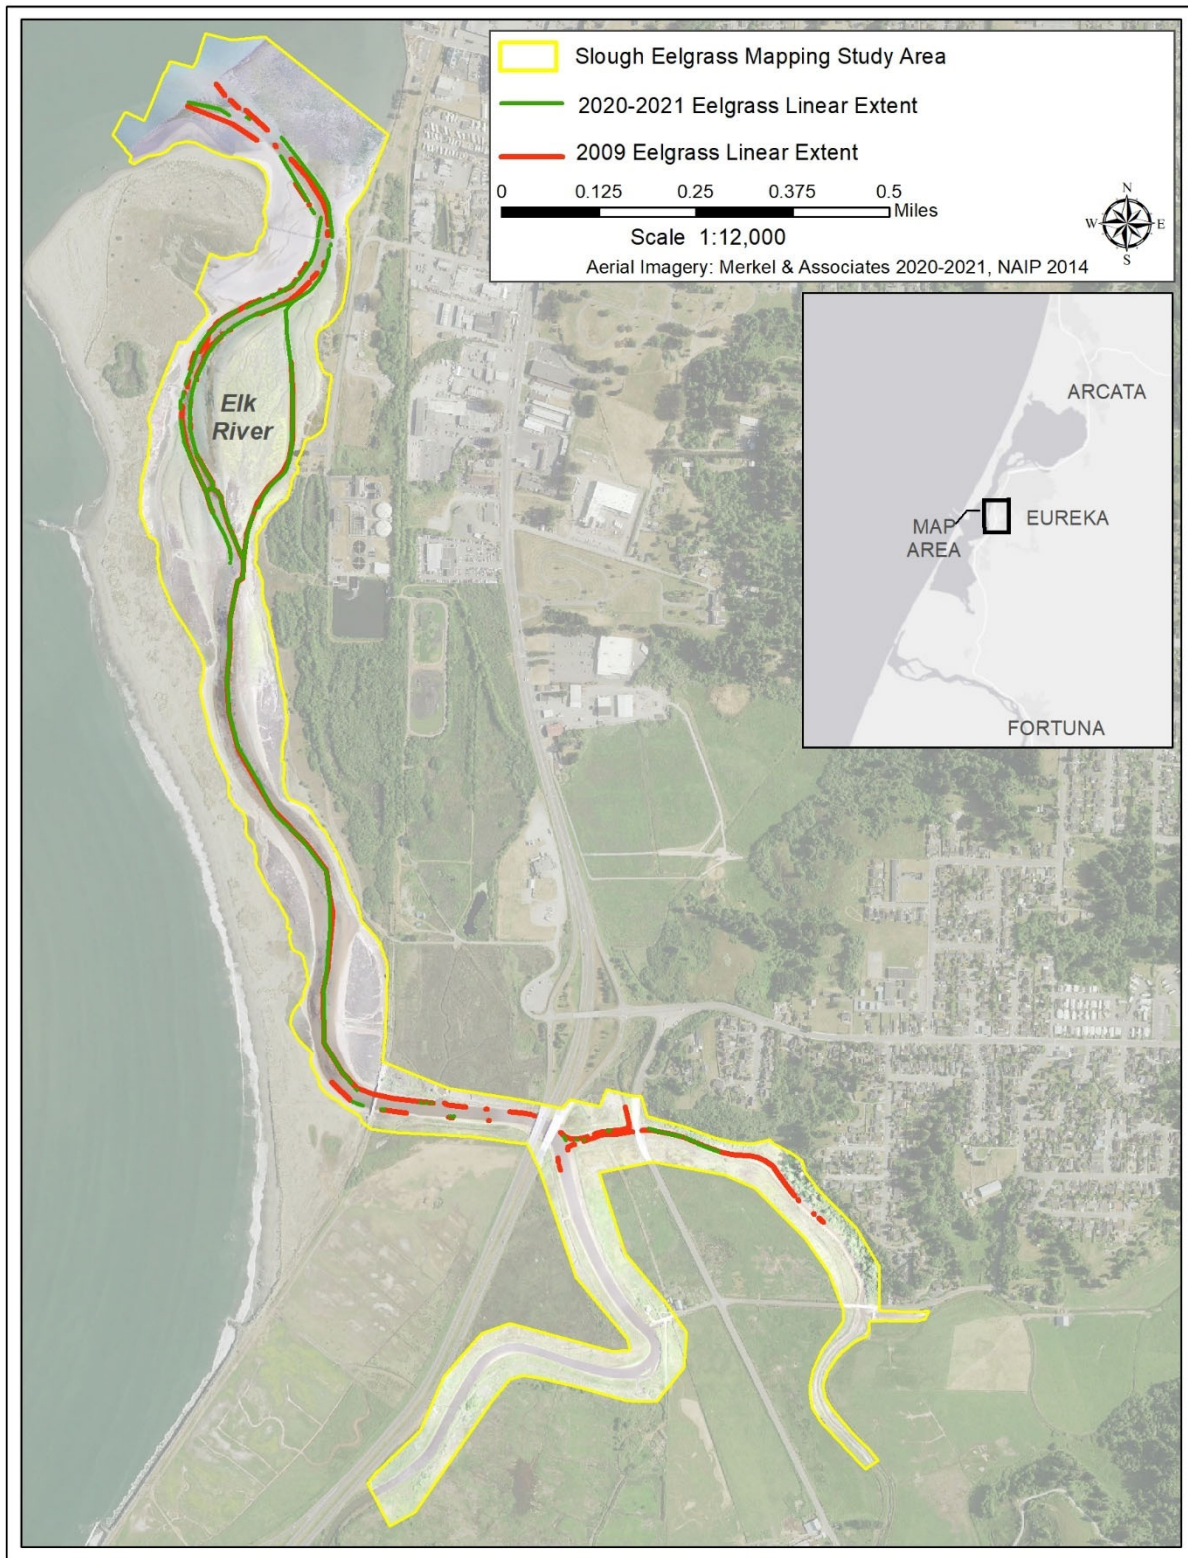 Slough Eelgrass Mapping Study Area
2020-2021 Eelgrass Linear Extent
2009 Eelgrass Linear Extent
0 0.125 0.25 0.375 0.5
Miles
Scale 1:12,000
Aerial Imagery: Merkel & Associates 2020-2021, NAIP 2014
N
W E
S
ARCATA
MAP
AREA
EUREKA
FORTUNA
Elk
River